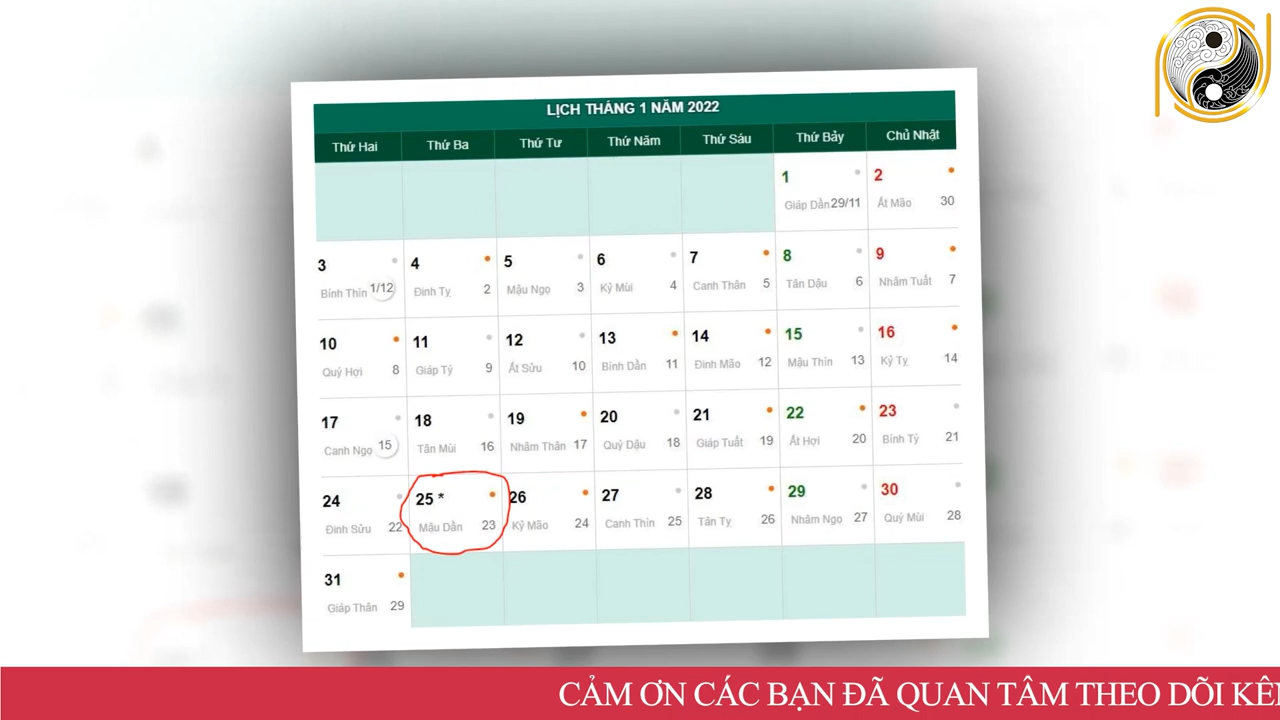 LỊCH THÁNG 1 NĂM 2022
Thứ Hai Thứ Ba Thứ Tư Thứ Năm Thứ Sáu Thứ Bảy Chủ Nhật
1 2
Giáp Dần 29/11 Ất Mão 30
3 4 5 6 7 8 9
Bính Thìn 1/12 Đinh Tỵ 2 Mậu Ngọ 3 Kỷ Mùi 4 Canh Thân 5 Tân Dậu 6 Nhâm Tuất 7
10 11 12 13 14 15 16
Quý Hợi 8 Giáp Tý 9 Ất Sửu 10 Bính Dần 11 Đinh Mão 12 Mậu Thìn 13 Kỷ Tỵ 14
17 18 19 20 21 22 23
Canh Ngọ 15 Tân Mùi 16 Nhâm Thân 17 Quý Dậu 18 Giáp Tuất 19 Ất Hợi 20 Bính Tý 21
24 25 * 26 27 28 29 30
Đinh Sửu 22 Mậu Dần 23 Kỷ Mão 24 Canh Thìn 25 Tân Tỵ 26 Nhâm Ngọ 27 Quý Mùi 28
31
Giáp Thân 29
CẢM ƠN CÁC BẠN ĐÃ QUAN TÂM THEO DÕI KÊ